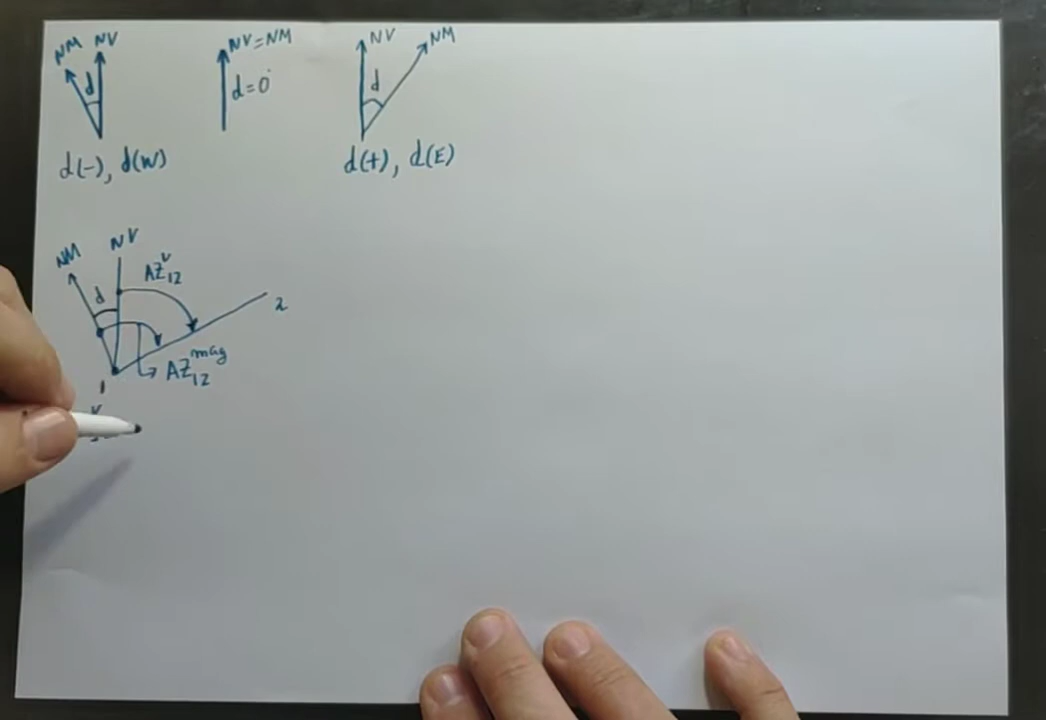 NM NV
d
d(-), d(W)
NV=NM
d=0°
NV NM
d
d(+), d(E)
NM NV
d
AZ^V_12
2
AZ^mag_12
1